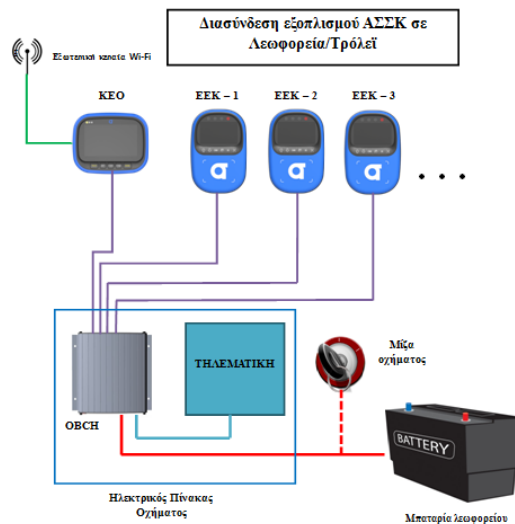 Διασύνδεση εξοπλισμού ΑΣΣΚ σε
Λεωφορεία/Τρόλεϊ
Εξωτερική κεραία Wi-Fi
ΚΕΟ
ΕΕΚ – 1
ΕΕΚ – 2
ΕΕΚ – 3
. . .
ΤΗΛΕΜΑΤΙΚΗ
Μίζα
οχήματος
OBCH
BATTERY
Ηλεκτρικός Πίνακας
Οχήματος
Μπαταρία λεωφορείου